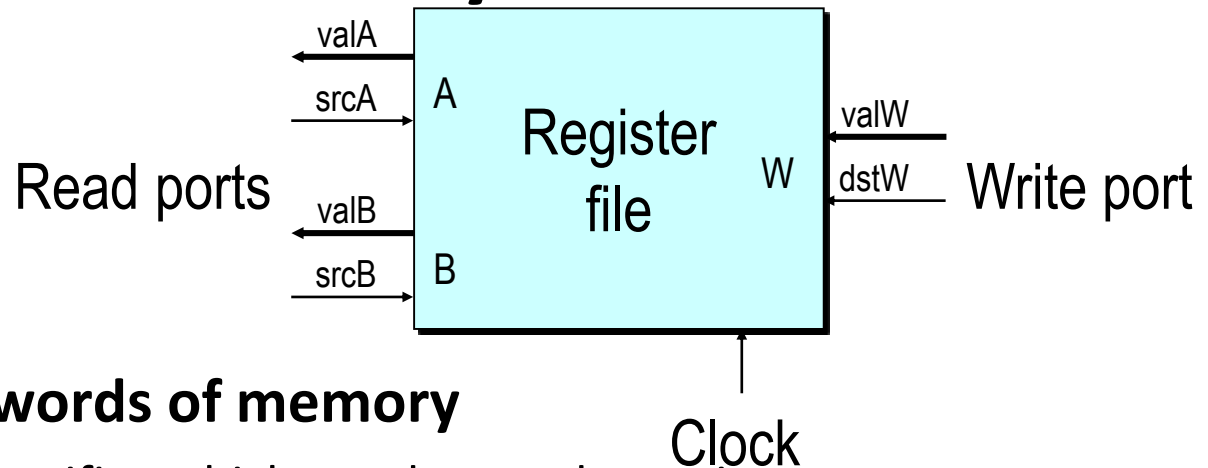 valA
srcA
A
Register
file
valW
W
dstW
Read ports
Write port
valB
srcB
B
words of memory
Clock